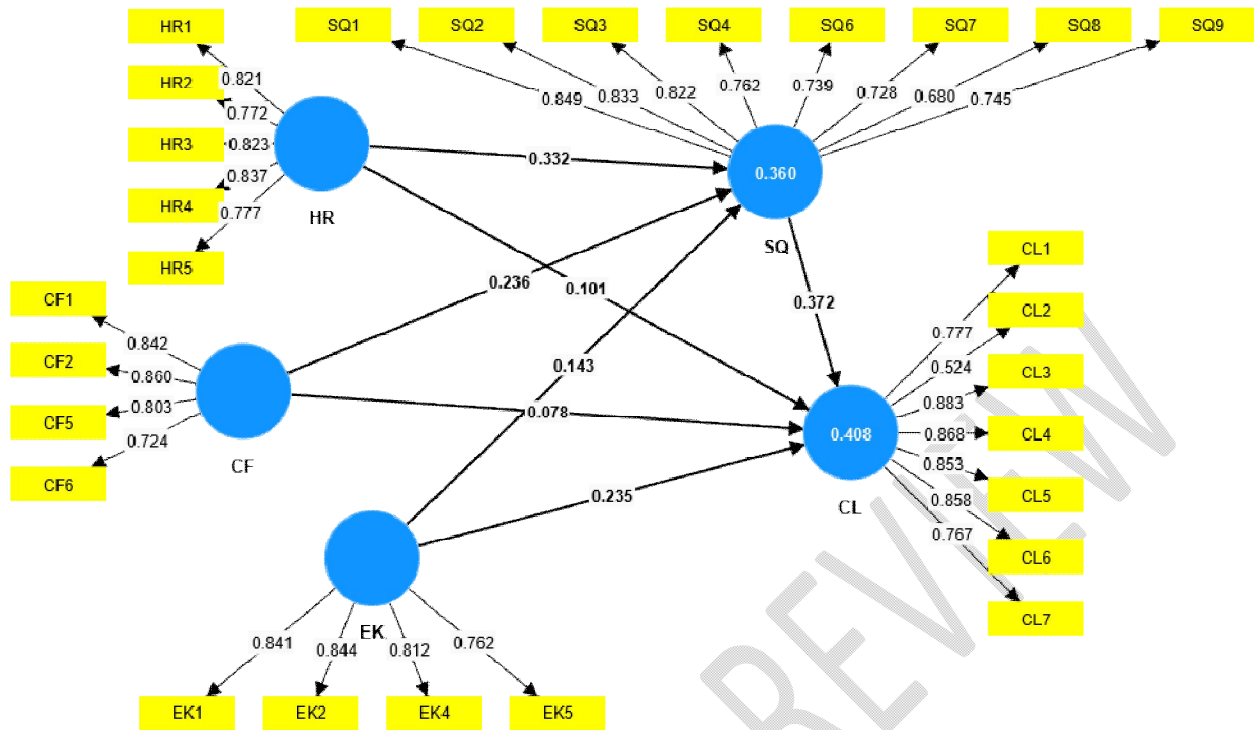 HR1
HR2
HR3
HR4
HR5
0.821
0.772
0.823
0.837
0.777
HR
SQ1
SQ2
SQ3
SQ4
SQ6
SQ7
SQ8
SQ9
0.849
0.833
0.822
0.762
0.739
0.728
0.680
0.745
0.360
SQ
0.332
0.236
0.101
0.143
0.372
0.078
0.235
CF1
CF2
CF5
CF6
0.842
0.860
0.803
0.724
CF
CL1
CL2
CL3
CL4
CL5
CL6
CL7
0.777
0.524
0.883
0.868
0.853
0.858
0.767
0.408
CL
EK
0.841
0.844
0.812
0.762
EK1
EK2
EK4
EK5
REVIEW